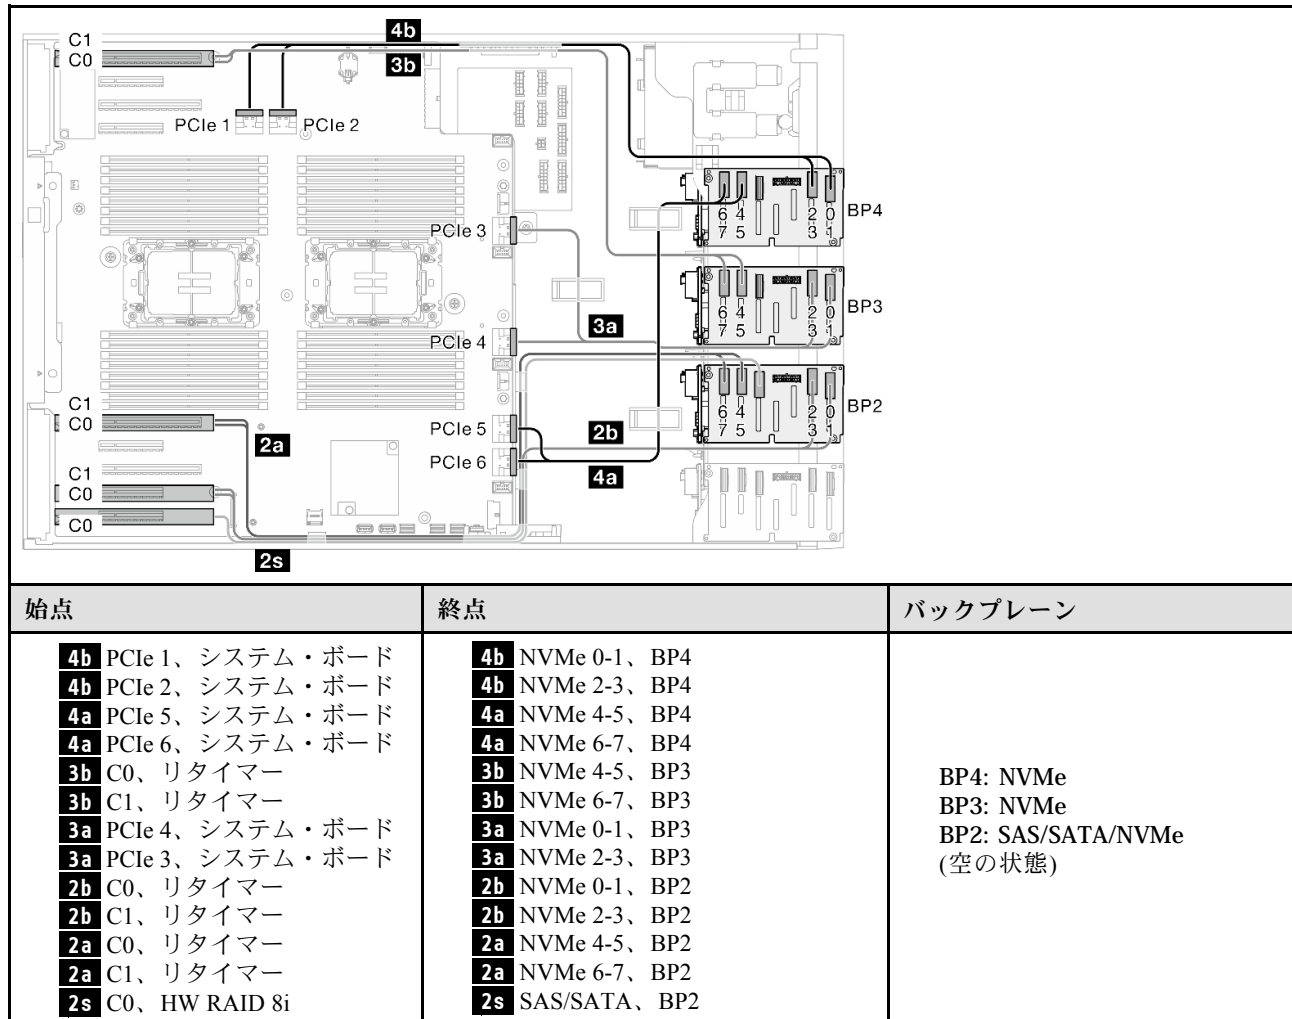 4b
C1
C0
3b
PCIe 1
PCIe 2
6 4 2 0
7 5 3 1
BP4
PCIe 3
6 4 2 0
7 5 3 1
BP3
3a
PCIe 4
C1
C0
6 4 2 0
7 5 3 1
BP2
2a
PCIe 5
2b
PCIe 6
4a
C1
C0
C0
2s
始点 終点 バックプレーン
4b PCIe 1、システム・ボード
4b PCIe 2、システム・ボード
4a PCIe 5、システム・ボード
4a PCIe 6、システム・ボード
3b C0、リタイマー
3b C1、リタイマー
3a PCIe 4、システム・ボード
3a PCIe 3、システム・ボード
2b C0、リタイマー
2b C1、リタイマー
2a C0、リタイマー
2a C1、リタイマー
2s C0、HW RAID 8i
4b NVMe 0-1、BP4
4b NVMe 2-3、BP4
4a NVMe 4-5、BP4
4a NVMe 6-7、BP4
3b NVMe 4-5、BP3
3b NVMe 6-7、BP3
3a NVMe 0-1、BP3
3a NVMe 2-3、BP3
2b NVMe 0-1、BP2
2b NVMe 2-3、BP2
2a NVMe 4-5、BP2
2a NVMe 6-7、BP2
2s SAS/SATA、BP2
BP4: NVMe
BP3: NVMe
BP2: SAS/SATA/NVMe
(空の状態)